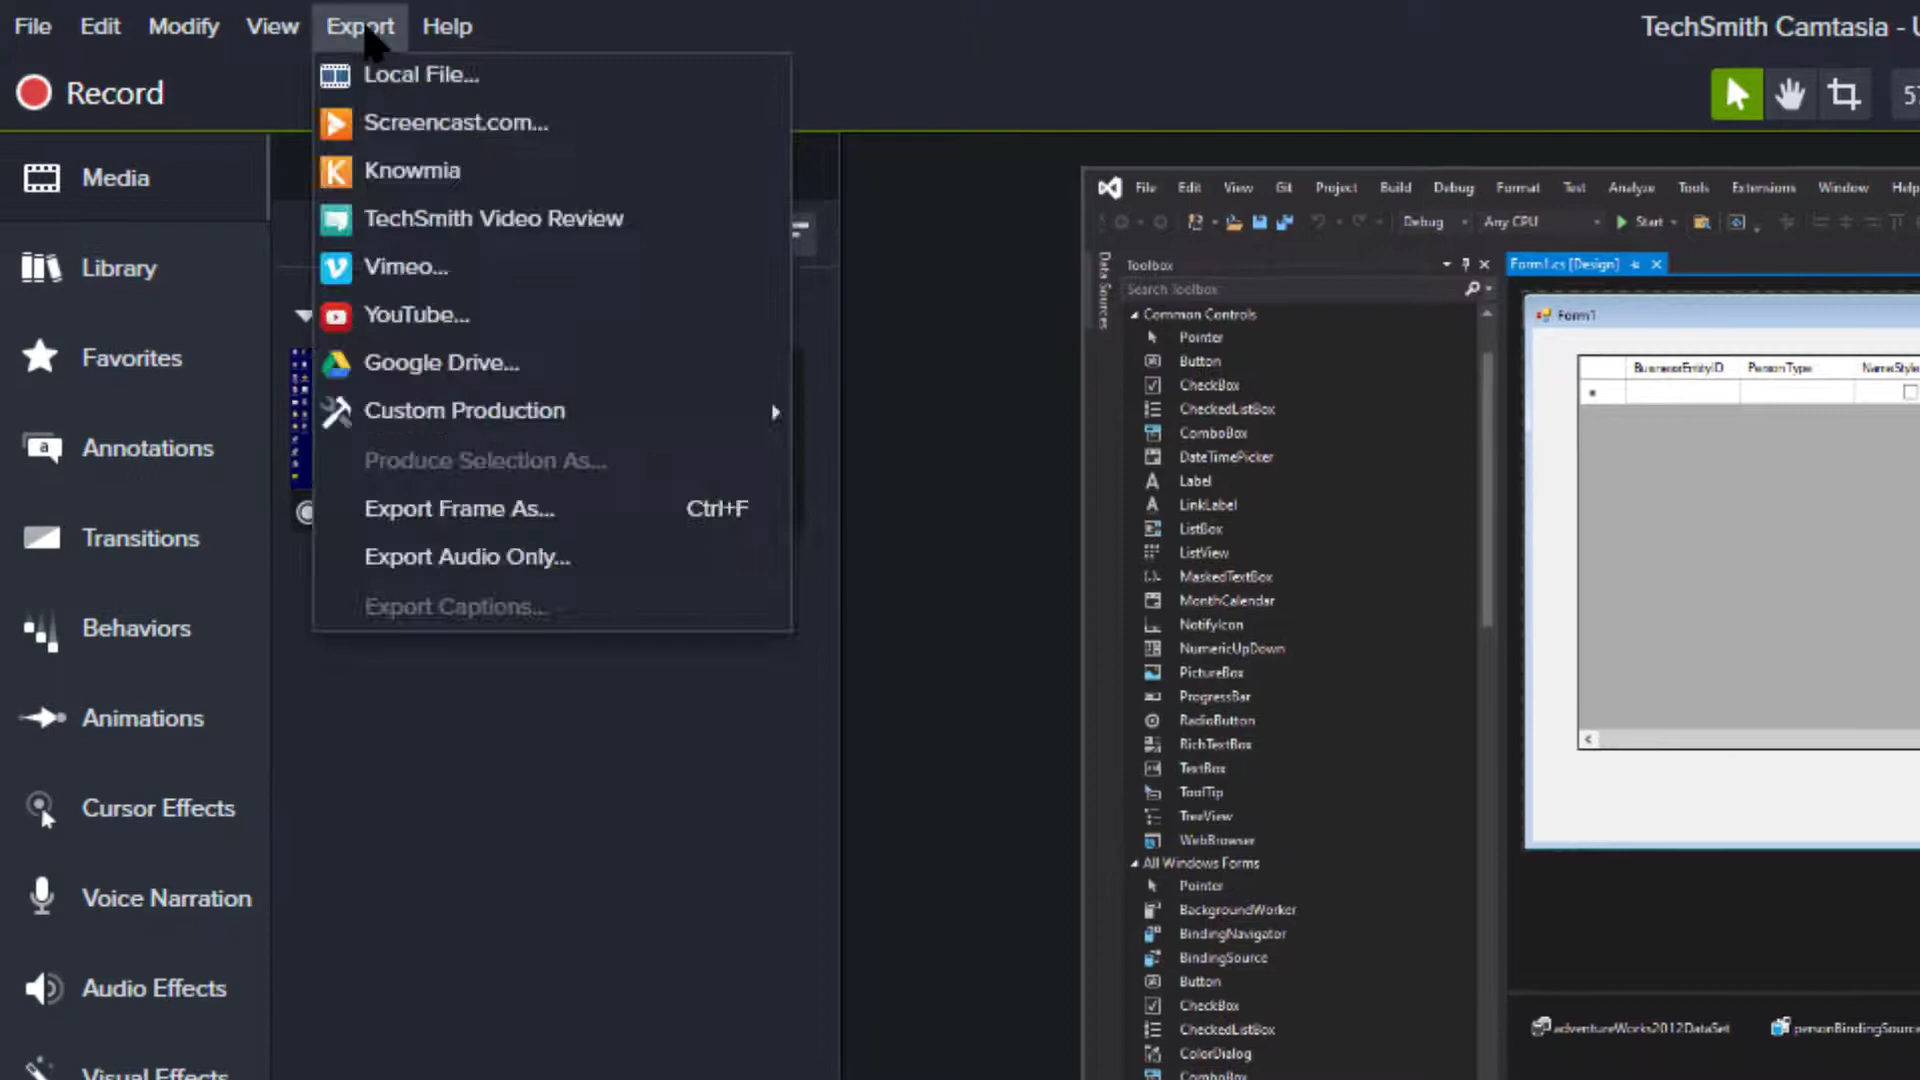 File Edit Modify View Export Help
TechSmith Camtasia - U
Record
Media
Library
Favorites
Annotations
Transitions
Behaviors
Animations
Cursor Effects
Voice Narration
Audio Effects
Visual Effects
Local File...
Screencast.com...
Knowmia
TechSmith Video Review
Vimeo...
YouTube...
Google Drive...
Custom Production
Produce Selection As...
Export Frame As... Ctrl+F
Export Audio Only...
Export Captions...
57
File Edit View Git Project Build Debug Format Test Analyze Tools Extensions Window Help
Debug Any CPU Start
Data Sources
Toolbox
Search Toolbox
Common Controls
Pointer
Button
CheckBox
CheckedListBox
ComboBox
DateTimePicker
Label
LinkLabel
ListBox
ListView
MaskedTextBox
MonthCalendar
NotifyIcon
NumericUpDown
PictureBox
ProgressBar
RadioButton
RichTextBox
TextBox
ToolTip
TreeView
WebBrowser
All Windows Forms
Pointer
BackgroundWorker
BindingNavigator
BindingSource
Button
CheckBox
CheckedListBox
ColorDialog
ComboBox
Form1.cs [Design]
Form1
BusinessEntityID PersonType NameStyle
adventureWorks2012DataSet personBindingSource